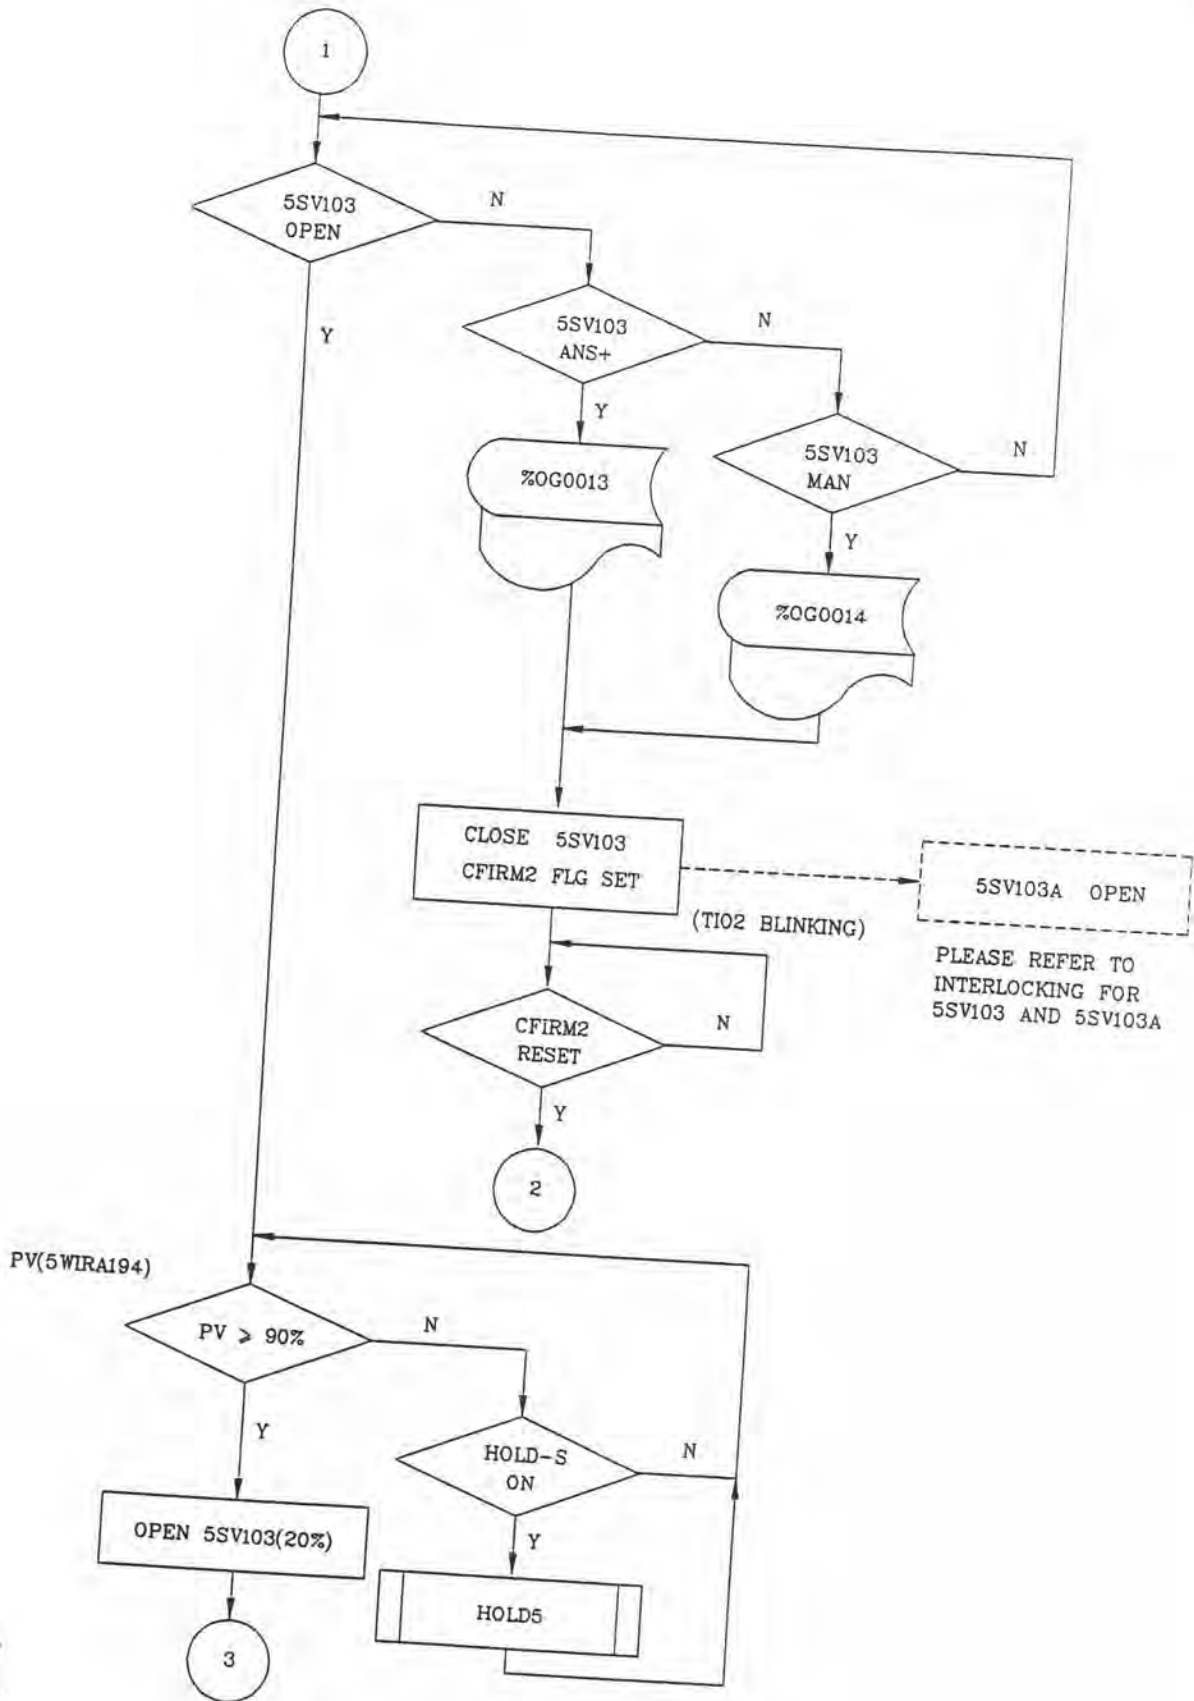 1
5SV103
OPEN
N
Y
5SV103
ANS+
N
Y
%OG0013
5SV103
MAN
N
Y
%OG0014
CLOSE 5SV103
CFIRM2 FLG SET
5SV103A OPEN
(TIO2 BLINKING)
PLEASE REFER TO
INTERLOCKING FOR
5SV103 AND 5SV103A
CFIRM2
RESET
N
Y
2
PV(5WIRA194)
PV ⩾ 90%
N
Y
HOLD-S
ON
N
Y
OPEN 5SV103(20%)
HOLD5
3